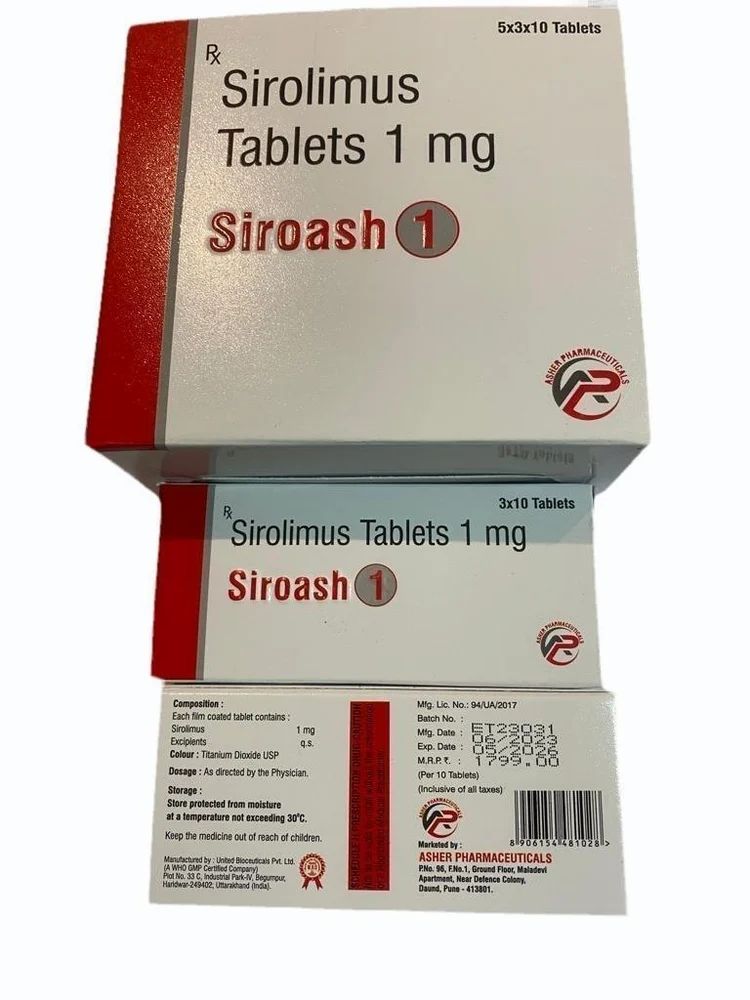 5x3x10 Tablets
Rx
Sirolimus
Tablets 1 mg
Siroash 1
ASHER PHARMACEUTICALS
3x10 Tablets
Rx
Sirolimus Tablets 1 mg
Siroash 1
ASHER PHARMACEUTICALS
Composition :
Each film coated tablet contains :
Sirolimus 1 mg
Excipients q.s.
Colour : Titanium Dioxide USP
Dosage : As directed by the Physician.
Storage :
Store protected from moisture
at a temperature not exceeding 30°C.
Keep the medicine out of reach of children.
Manufactured by : United Bioceuticals Pvt. Ltd.
(A WHO GMP Certified Company)
Plot No. 33 C, Industrial Park-IV, Begumpur,
Haridwar-249402, Uttarakhand (India).
SCHEDULE H PRESCRIPTION DRUG-CAUTION
Mfg. Lic. No.: 94/UA/2017
Batch No. : ET23031
Mfg. Date : 06/2023
Exp. Date : 05/2026
M.R.P. ₹. : 1799.00
(Per 10 Tablets)
(Inclusive of all taxes)
ASHER PHARMACEUTICALS
8 906154 481028 >
Marketed by :
ASHER PHARMACEUTICALS
P.No. 96, F.No.1, Ground Floor, Maladevi
Apartment, Near Defence Colony,
Daund, Pune - 413801.